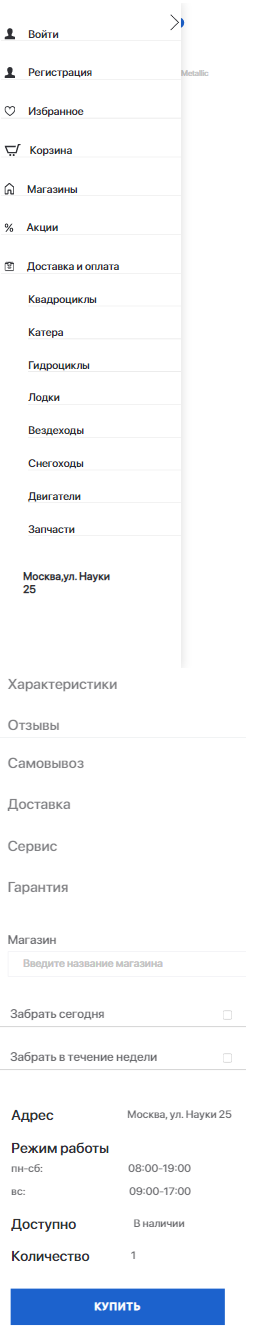 Войти
Регистрация
Metallic
Избранное
Корзина
Магазины
% Акции
Доставка и оплата
Квадроциклы
Катера
Гидроциклы
Лодки
Вездеходы
Снегоходы
Двигатели
Запчасти
Москва,ул. Науки
25
Характеристики
Отзывы
Самовывоз
Доставка
Сервис
Гарантия
Магазин
Введите название магазина
Забрать сегодня
Забрать в течение недели
Адрес Москва, ул. Науки 25
Режим работы
пн-сб: 08:00-19:00
вс: 09:00-17:00
Доступно В наличии
Количество 1
КУПИТЬ